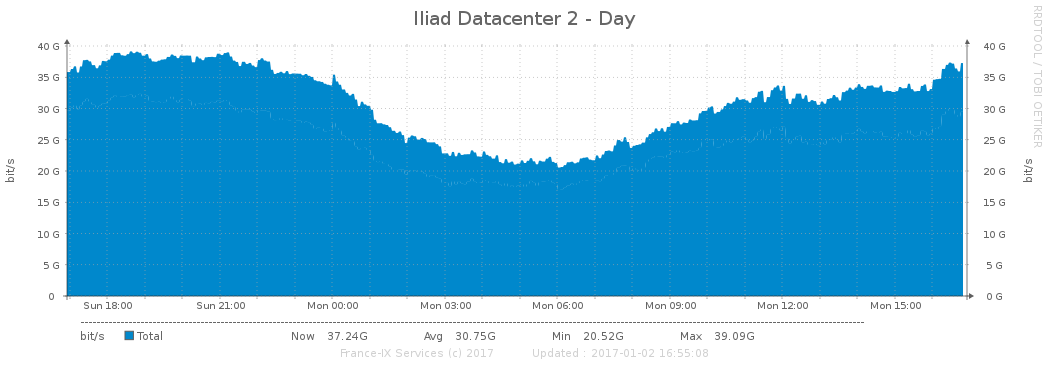 Iliad Datacenter 2 - Day
RRDTOOL / TOBI OETIKER
bit/s
40 G
35 G
30 G
25 G
20 G
15 G
10 G
5 G
0
40 G
35 G
30 G
25 G
20 G
15 G
10 G
5 G
0 G
bit/s
Sun 18:00 Sun 21:00 Mon 00:00 Mon 03:00 Mon 06:00 Mon 09:00 Mon 12:00 Mon 15:00
bit/s Total Now 37.24G Avg 30.75G Min 20.52G Max 39.09G
France-IX Services (c) 2017 Updated : 2017-01-02 16:55:08